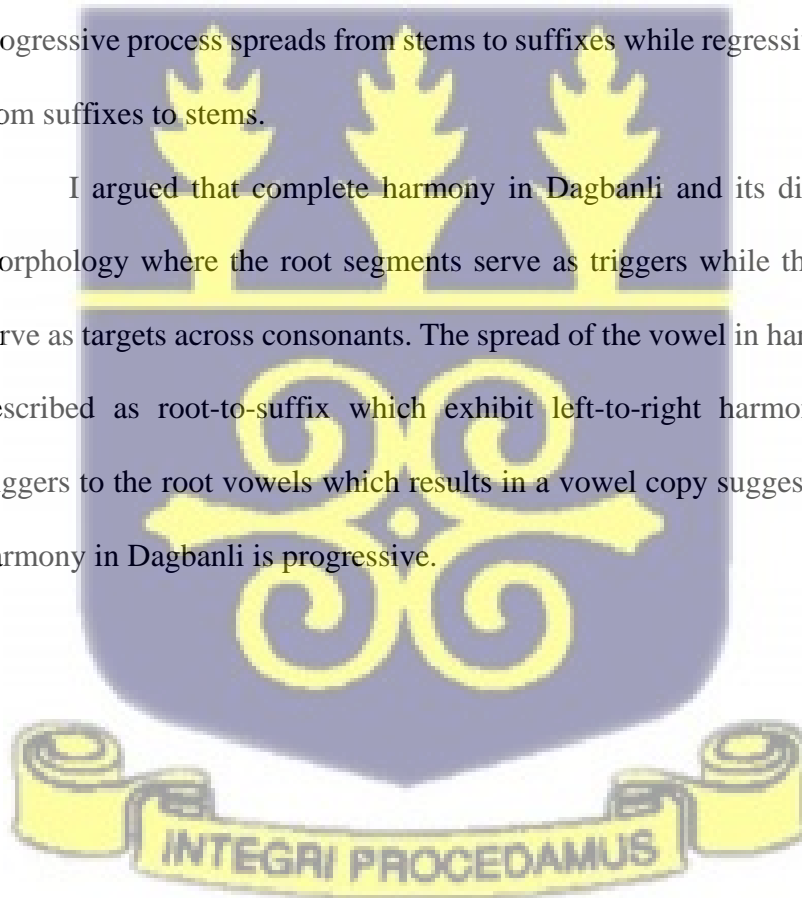 ogressive process spreads from stems to suffixes while regressi
om suffixes to stems.
I argued that complete harmony in Dagbanli and its di
orphology where the root segments serve as triggers while th
rve as targets across consonants. The spread of the vowel in har
escribed as root-to-suffix which exhibit left-to-right harmo
iggers to the root vowels which results in a vowel copy sugges
armony in Dagbanli is progressive.
INTEGRI PROCEDAMUS